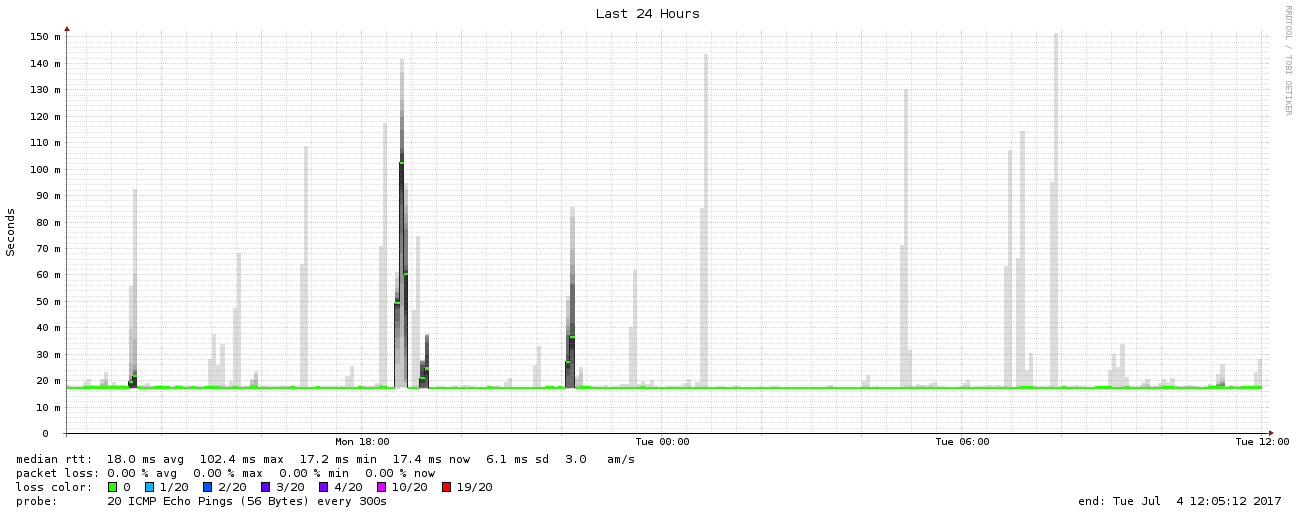 Last 24 Hours
RRDTOOL / TOBI OETIKER
Seconds
150 m
140 m
130 m
120 m
110 m
100 m
90 m
80 m
70 m
60 m
50 m
40 m
30 m
20 m
10 m
0
Mon 18:00 Tue 00:00 Tue 06:00 Tue 12:00
median rtt: 18.0 ms avg 102.4 ms max 17.2 ms min 17.4 ms now 6.1 ms sd 3.0 am/s
packet loss: 0.00 % avg 0.00 % max 0.00 % min 0.00 % now
loss color: 0 1/20 2/20 3/20 4/20 10/20 19/20
probe: 20 ICMP Echo Pings (56 Bytes) every 300s end: Tue Jul 4 12:05:12 2017